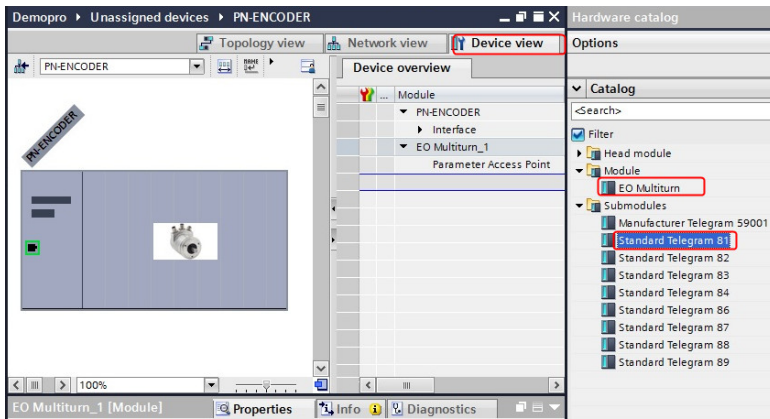 Demopro ▸ Unassigned devices ▸ PN-ENCODER
Topology view
Network view
Device view
PN-ENCODER
PN-ENCODER
100%
Device overview
... Module
PN-ENCODER
Interface
EO Multiturn_1
Parameter Access Point
EO Multiturn_1 [Module]
Properties
Info
Diagnostics
Hardware catalog
Options
Catalog
<Search>
Filter
Head module
Module
EO Multiturn
Submodules
Manufacturer Telegram 59001
Standard Telegram 81
Standard Telegram 82
Standard Telegram 83
Standard Telegram 84
Standard Telegram 86
Standard Telegram 87
Standard Telegram 88
Standard Telegram 89